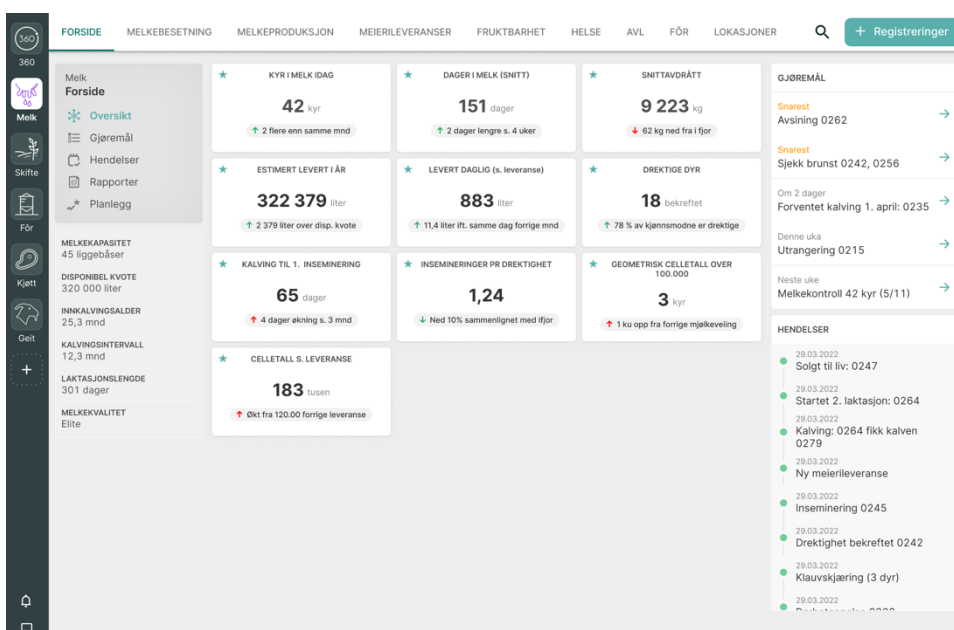 360
360
Melk
Skifte
Fôr
Kjøtt
Geit
+
FORSIDE MELKEBESETNING MELKEPRODUKSJON MEIERILEVERANSER FRUKTBARHET HELSE AVL FÔR LOKASJONER
+ Registreringer
Melk
Forside
Oversikt
Gjøremål
Hendelser
Rapporter
Planlegg
MELKEKAPASITET
45 liggebåser
DISPONIBEL KVOTE
320 000 liter
INNKALVINGSALDER
25,3 mnd
KALVINGSINTERVALL
12,3 mnd
LAKTASJONSLENGDE
301 dager
MELKEKVALITET
Elite
KYR I MELK IDAG
42 kyr
↑ 2 flere enn samme mnd
DAGER I MELK (SNITT)
151 dager
↑ 2 dager lengre s. 4 uker
SNITTAVDRÅTT
9 223 kg
↓ 62 kg ned fra i fjor
ESTIMERT LEVERT I ÅR
322 379 liter
↑ 2 379 liter over disp. kvote
LEVERT DAGLIG (s. leveranse)
883 liter
↑ 11,4 liter ift. samme dag forrige mnd
DREKTIGE DYR
18 bekreftet
↑ 78 % av kjønnsmodne er drektige
KALVING TIL 1. INSEMINERING
65 dager
↑ 4 dager økning s. 3 mnd
INSEMINERINGER PR DREKTIGHET
1,24
↓ Ned 10% sammenlignet med ifjor
GEOMETRISK CELLETALL OVER
100.000
3 kyr
↑ 1 ku opp fra forrige mjølkeveiing
CELLETALL S. LEVERANSE
183 tusen
↑ Økt fra 120.00 forrige leveranse
GJØREMÅL
Snarest
Avsining 0262
Snarest
Sjekk brunst 0242, 0256
Om 2 dager
Forventet kalving 1. april: 0235
Denne uka
Utrangering 0215
Neste uke
Melkekontroll 42 kyr (5/11)
HENDELSER
29.03.2022
Solgt til liv: 0247
29.03.2022
Startet 2. laktasjon: 0264
29.03.2022
Kalving: 0264 fikk kalven
0279
29.03.2022
Ny meierileveranse
29.03.2022
Inseminering 0245
29.03.2022
Drektighet bekreftet 0242
29.03.2022
Klauvskjæring (3 dyr)
29.03.2022